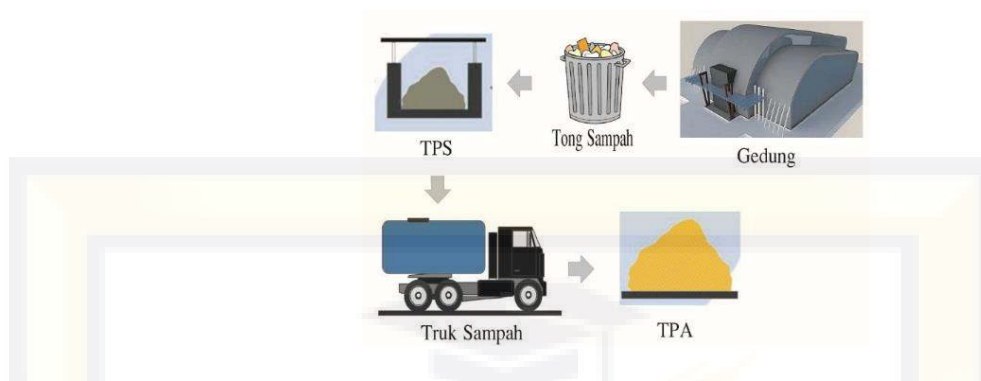 TPS
Tong Sampah
Gedung
Truk Sampah
TPA